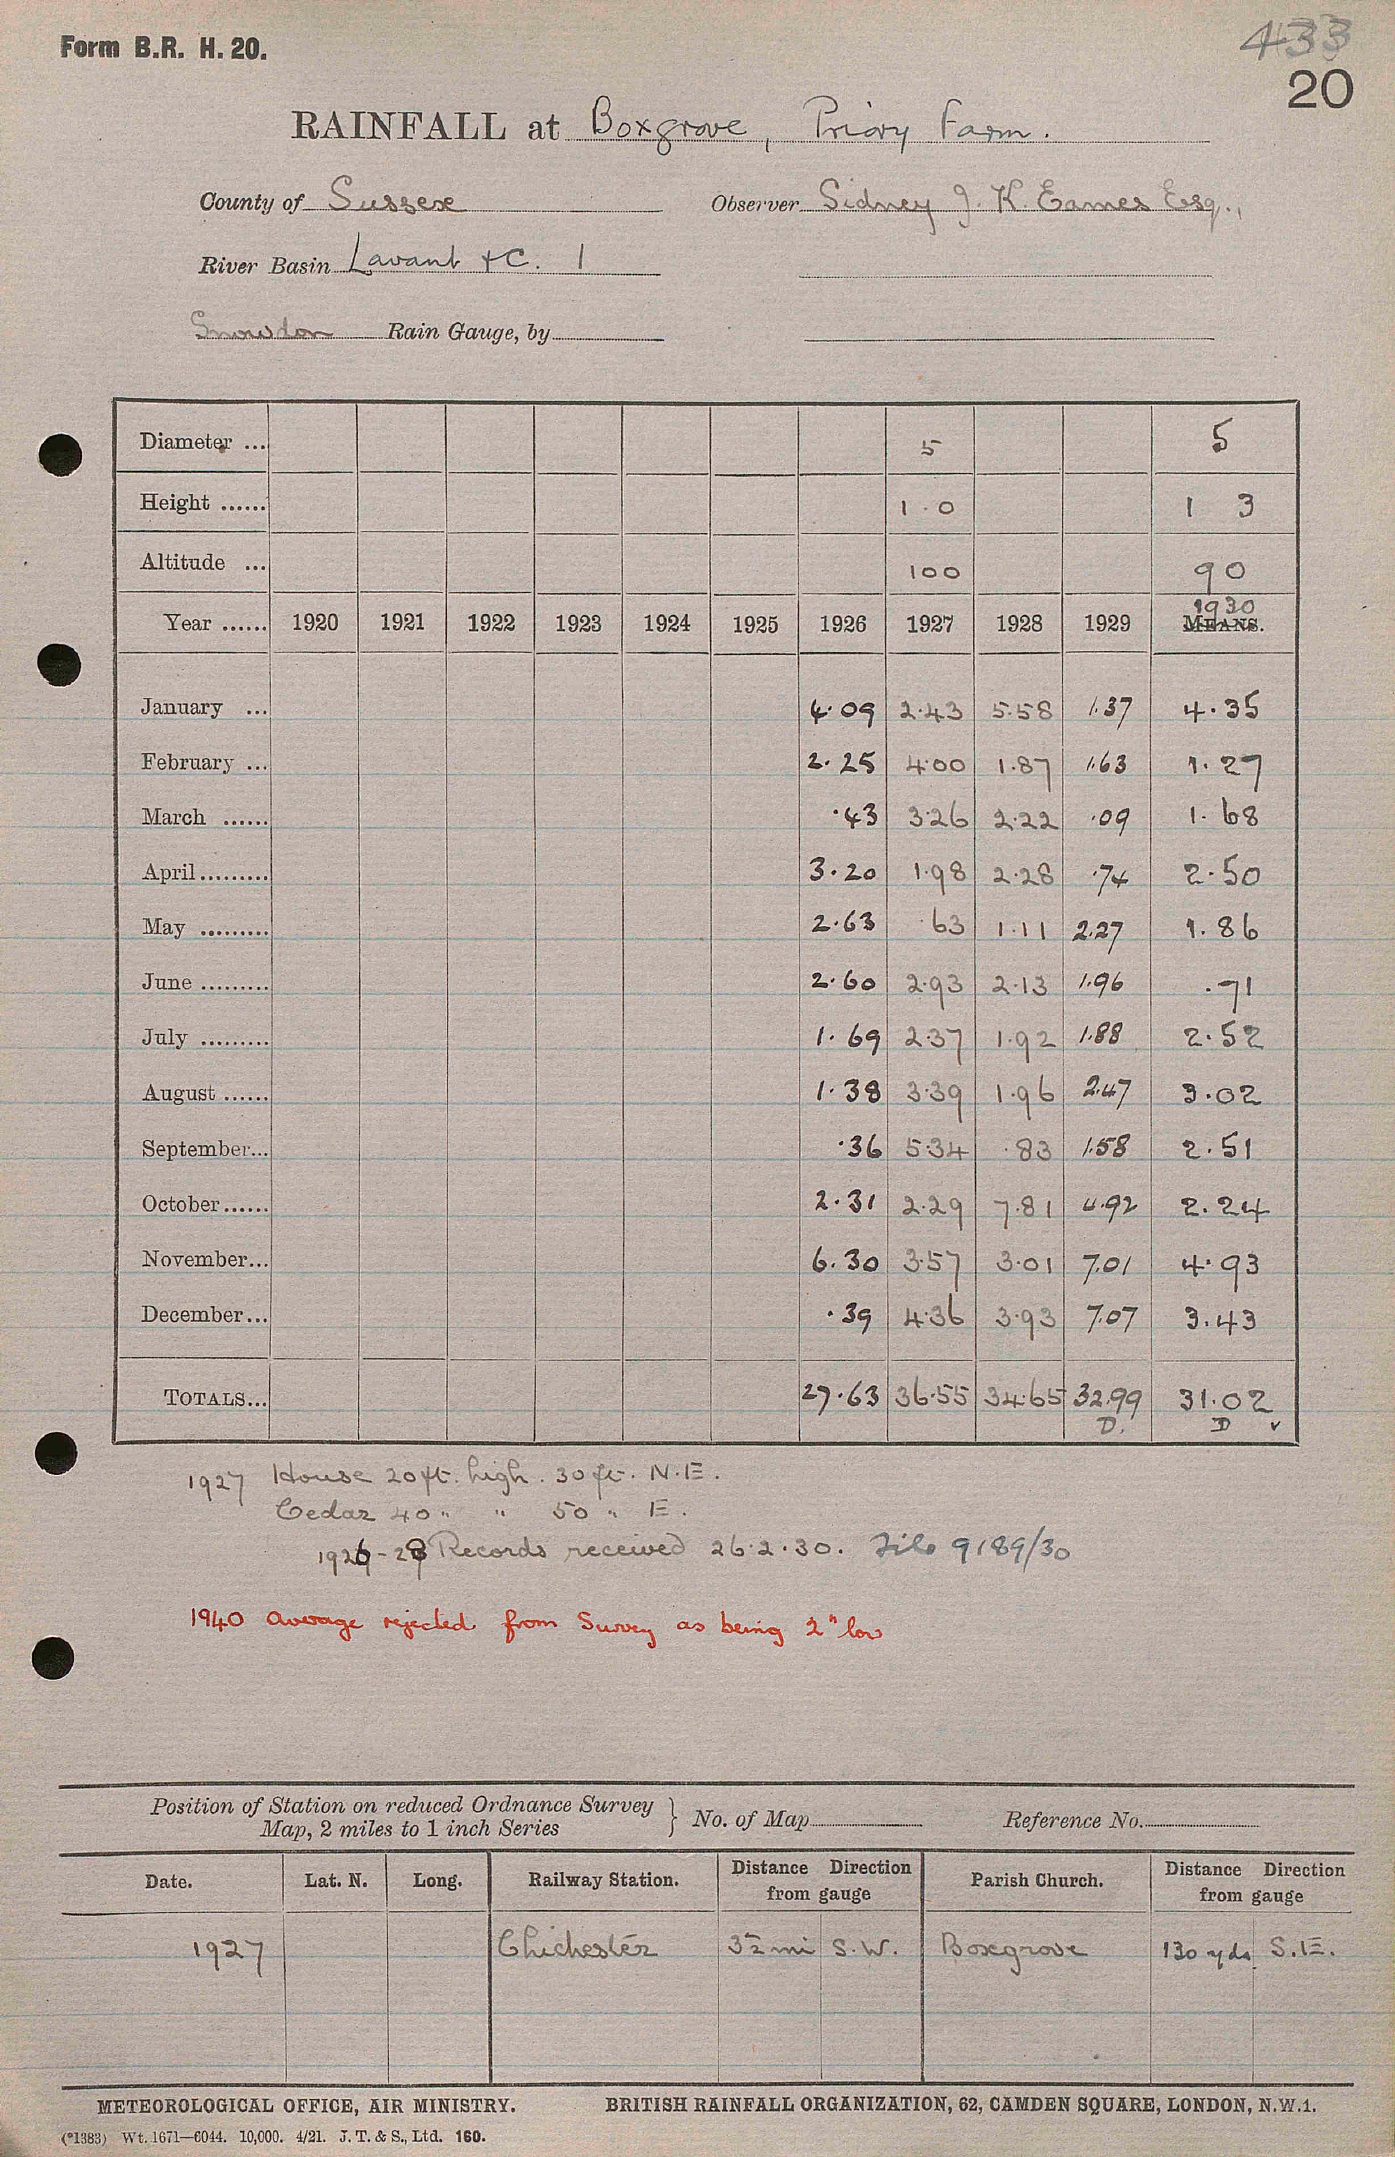 Form B.R. H. 20.
433
20
RAINFALL at Boxgrove, Priory Farm.
County of Sussex Observer Sidney J. K. Eames Esq.,
River Basin Lavant &c. 1
Snowdon Rain Gauge, by
Diameter ... 5 5
Height ...... 1.0 1 3
Altitude ... 100 90
1930
Year ...... 1920 1921 1922 1923 1924 1925 1926 1927 1928 1929 MEANS.
January ... 4.09 2.43 5.58 1.37 4.35
February ... 2.25 4.00 1.87 1.63 1.27
March ...... .43 3.26 2.22 .09 1.68
April ......... 3.20 1.98 2.28 .74 2.50
May ......... 2.63 .63 1.11 2.27 1.86
June ......... 2.60 2.93 2.13 1.96 .71
July ......... 1.69 2.37 1.92 1.88 2.52
August ...... 1.38 3.39 1.96 2.47 3.02
September... .36 5.34 .83 1.58 2.51
October...... 2.31 2.29 7.81 4.92 2.24
November... 6.30 3.57 3.01 7.01 4.93
December... .39 4.36 3.93 7.07 3.43
TOTALS... 27.63 36.55 34.65 32.99 31.02
D. D v
1927 House 20 ft. high. 30 ft. N.E.
Cedar 40 " " 50 " E.
1926-28 Records received 26.2.30. File 9189/30
1940 Average rejected from Survey as being 2" low
Position of Station on reduced Ordnance Survey
Map, 2 miles to 1 inch Series } No. of Map Reference No.
Date. Lat. N. Long. Railway Station. Distance Direction from gauge Parish Church. Distance Direction from gauge
1927 Chichester 3½ mi S.W. Boxgrove 130 yds S.E.
METEOROLOGICAL OFFICE, AIR MINISTRY. BRITISH RAINFALL ORGANIZATION, 62, CAMDEN SQUARE, LONDON, N.W.1.
(*1383) Wt. 1671—6044. 10,000. 4/21. J. T. & S., Ltd. 160.